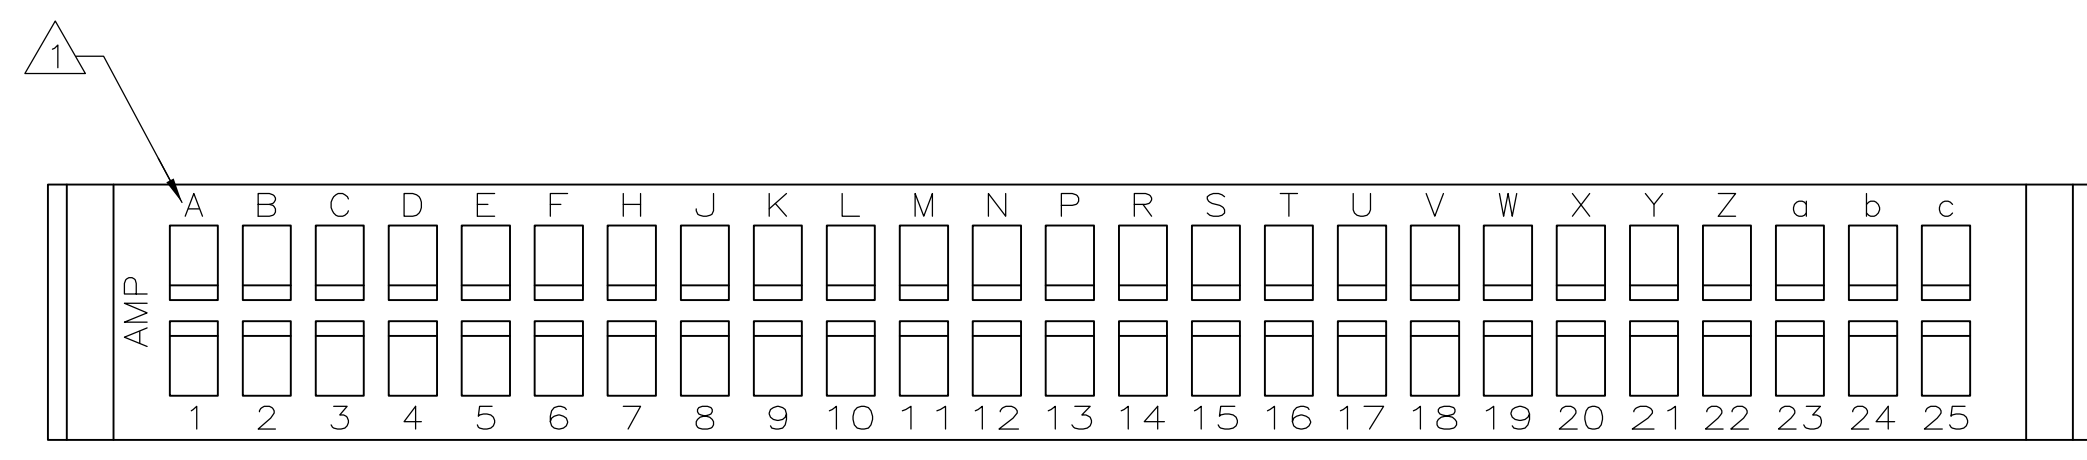 1
A B C D E F H J K L M N P R S T U V W X Y Z a b c
AMP
1 2 3 4 5 6 7 8 9 10 11 12 13 14 15 16 17 18 19 20 21 22 23 24 25